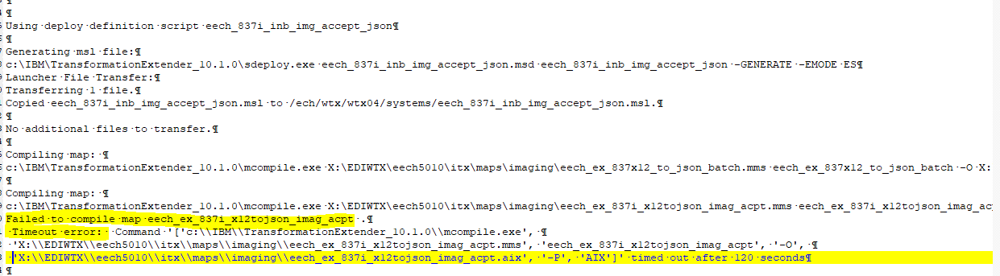 Using deploy definition script eech_837i_inb_img_accept_json¶
¶
Generating msl file:¶
c:\IBM\TransformationExtender_10.1.0\sdeploy.exe eech_837i_inb_img_accept_json.msd eech_837i_inb_img_accept_json -GENERATE -EMODE ES¶
Launcher File Transfer:¶
Transferring 1 file.¶
Copied eech_837i_inb_img_accept_json.msl to /ech/wtx/wtx04/systems/eech_837i_inb_img_accept_json.msl.¶
¶
No additional files to transfer.¶
¶
Compiling map: ¶
c:\IBM\TransformationExtender_10.1.0\mcompile.exe X:\EDIWTX\eech5010\itx\maps\imaging\eech_ex_837x12_to_json_batch.mms eech_ex_837x12_to_json_batch -O X:
¶
Compiling map: ¶
c:\IBM\TransformationExtender_10.1.0\mcompile.exe X:\EDIWTX\eech5010\itx\maps\imaging\eech_ex_837i_x12tojson_imag_acpt.mms eech_ex_837i_x12tojson_imag_ac
Failed to compile map eech_ex_837i_x12tojson_imag_acpt .¶
Timeout error: Command '['c:\\IBM\\TransformationExtender_10.1.0\\mcompile.exe', ¶
'X:\\EDIWTX\\eech5010\\itx\\maps\\imaging\\eech_ex_837i_x12tojson_imag_acpt.mms', 'eech_ex_837i_x12tojson_imag_acpt', '-O', ¶
'X:\\EDIWTX\\eech5010\\itx\\maps\\imaging\\eech_ex_837i_x12tojson_imag_acpt.aix', '-P', 'AIX']' timed out after 120 seconds¶
¶